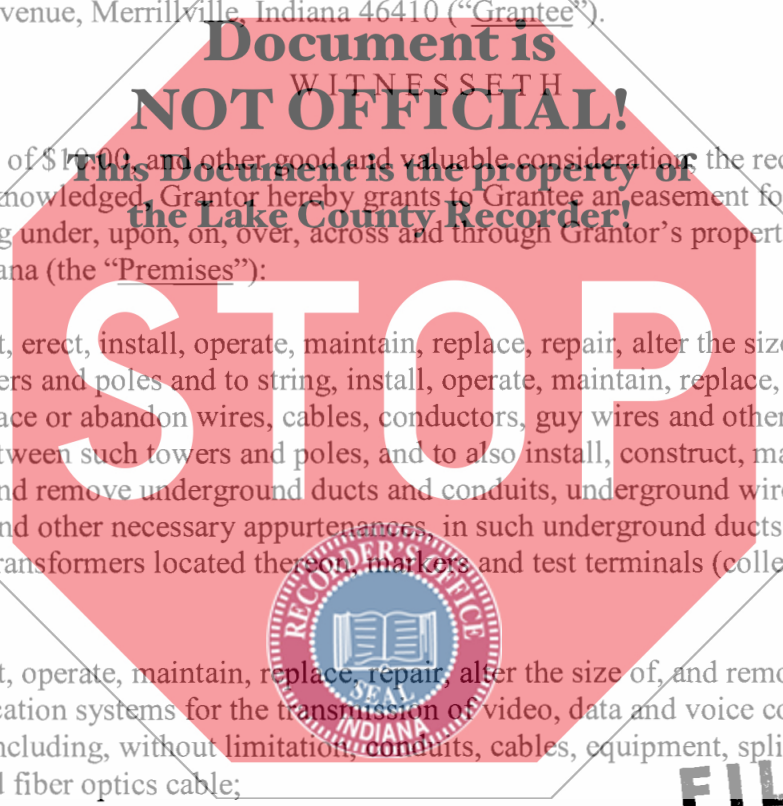 venue, Merrillville, Indiana 46410 (“Grantee”).
Document is
WITNESSETH
NOT OFFICIAL!
of $10.00, and other good and valuable consideration, the rec
This Document is the property of
nowledged, Grantor hereby grants to Grantee an easement fo
the Lake County Recorder!
g under, upon, on, over, across and through Grantor’s propert
ana (the “Premises”):
STOP
t, erect, install, operate, maintain, replace, repair, alter the size
ers and poles and to string, install, operate, maintain, replace,
ace or abandon wires, cables, conductors, guy wires and other
tween such towers and poles, and to also install, construct, ma
nd remove underground ducts and conduits, underground wire
nd other necessary appurtenances, in such underground ducts
ransformers located thereon, markers and test terminals (colle
RECORDER'S OFFICE
SEAL
INDIANA
t, operate, maintain, replace, repair, alter the size of, and remo
cation systems for the transmission of video, data and voice co
ncluding, without limitation, conduits, cables, equipment, spli
l fiber optics cable;
FIL